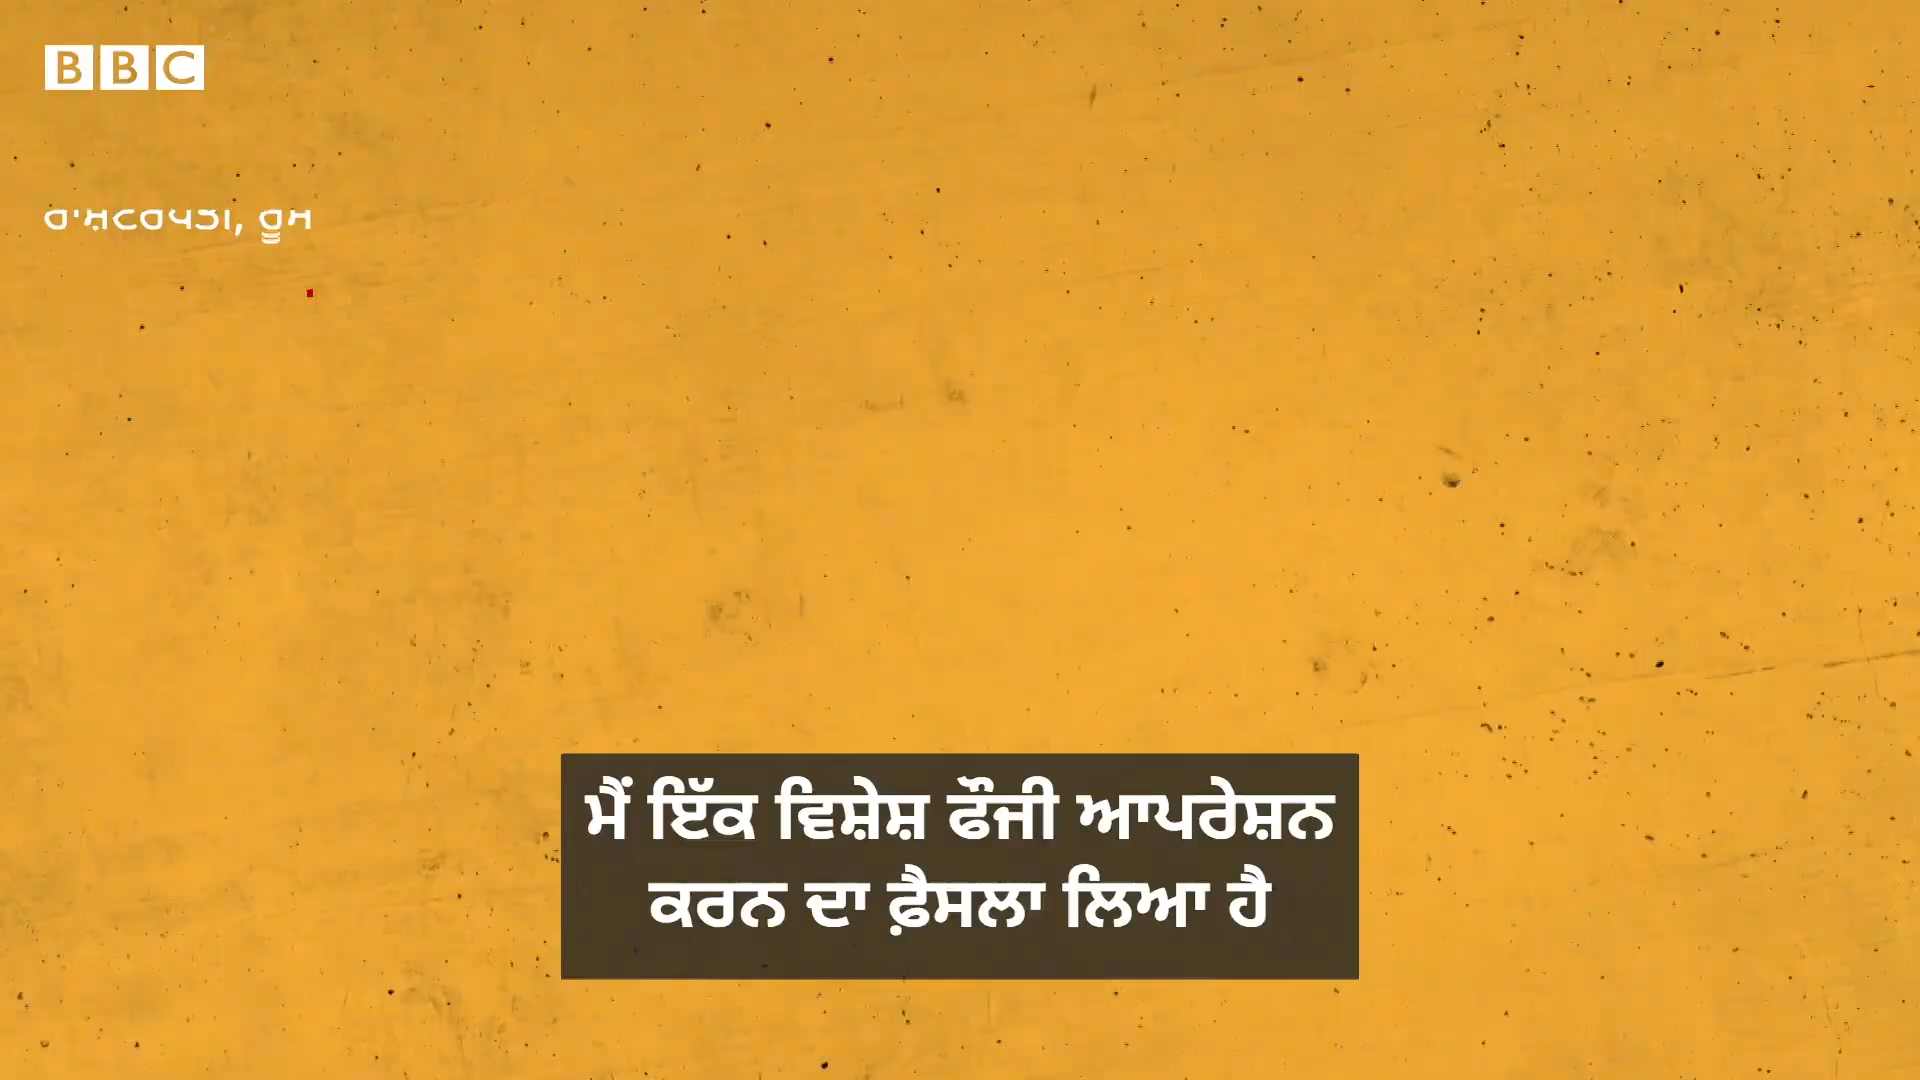 BBC
ਰਾਸ਼ਟਰਪਤੀ, ਰੂਸ
ਮੈਂ ਇੱਕ ਵਿਸ਼ੇਸ਼ ਫੌਜੀ ਆਪਰੇਸ਼ਨ
ਕਰਨ ਦਾ ਫ਼ੈਸਲਾ ਲਿਆ ਹੈ